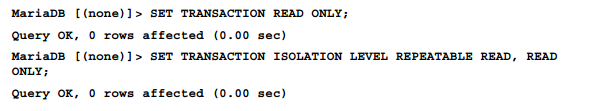 MariaDB [(none)]> SET TRANSACTION READ ONLY;
Query OK, 0 rows affected (0.00 sec)
MariaDB [(none)]> SET TRANSACTION ISOLATION LEVEL REPEATABLE READ, READ
ONLY;
Query OK, 0 rows affected (0.00 sec)